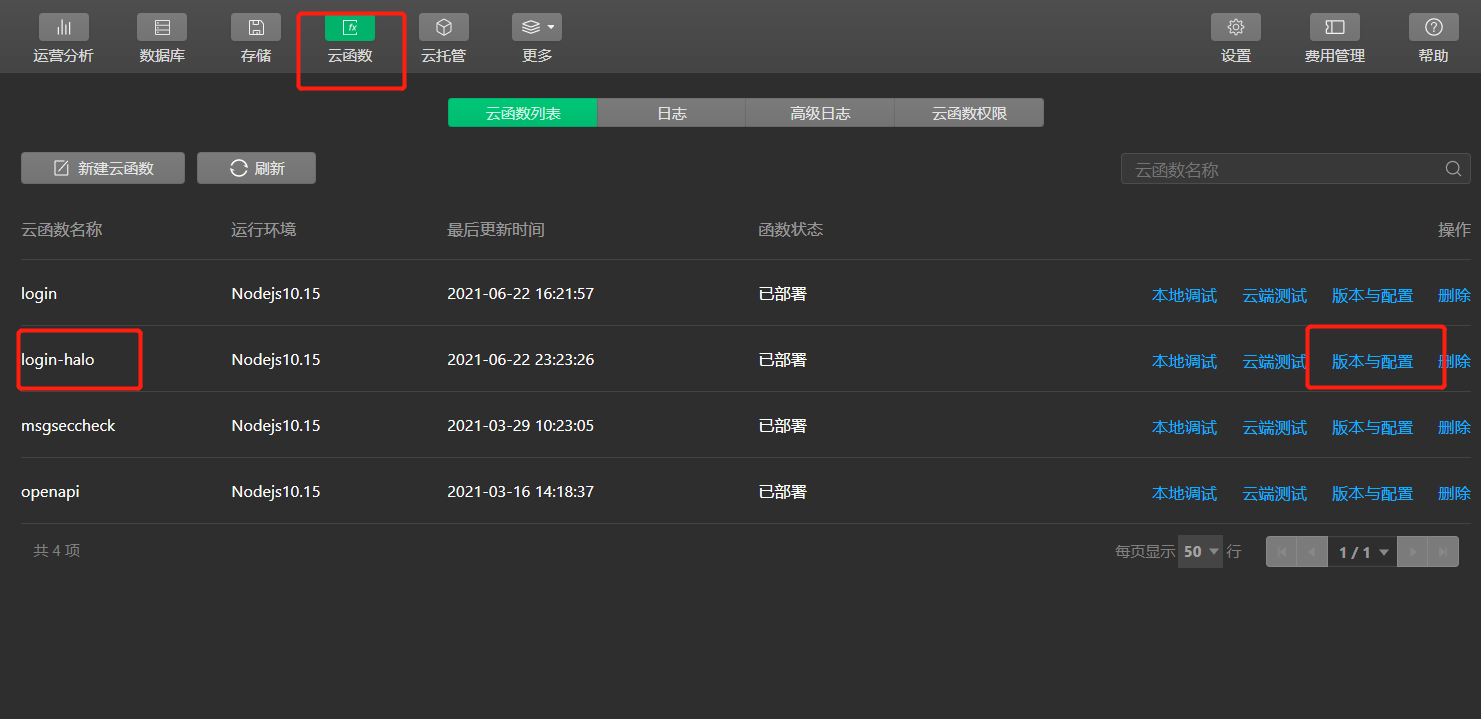 运营分析 数据库 存储 云函数 云托管 更多 设置 费用管理 帮助
云函数列表 日志 高级日志 云函数权限
新建云函数 刷新 云函数名称
云函数名称 运行环境 最后更新时间 函数状态 操作
login Nodejs10.15 2021-06-22 16:21:57 已部署 本地调试 云端测试 版本与配置 删除
login-halo Nodejs10.15 2021-06-22 23:23:26 已部署 本地调试 云端测试 版本与配置 删除
msgseccheck Nodejs10.15 2021-03-29 10:23:05 已部署 本地调试 云端测试 版本与配置 删除
openapi Nodejs10.15 2021-03-16 14:18:37 已部署 本地调试 云端测试 版本与配置 删除
共 4 项 每页显示 50 行 1 / 1